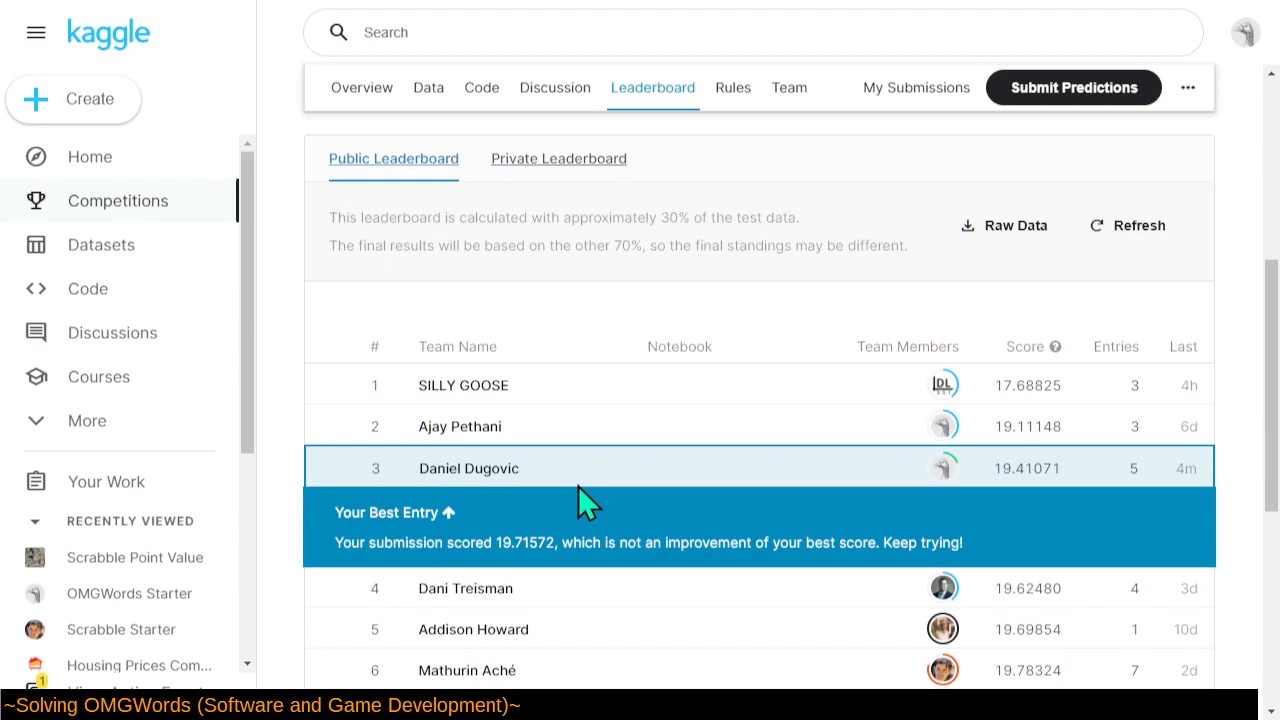 kaggle
Search
Create
Overview Data Code Discussion Leaderboard Rules Team My Submissions Submit Predictions
Home
Competitions
Datasets
Code
Discussions
Courses
More
Your Work
RECENTLY VIEWED
Scrabble Point Value
OMGWords Starter
Scrabble Starter
Housing Prices Com...
1
Public Leaderboard Private Leaderboard
This leaderboard is calculated with approximately 30% of the test data.
The final results will be based on the other 70%, so the final standings may be different.
Raw Data Refresh
# Team Name Notebook Team Members Score Entries Last
1 SILLY GOOSE DL 17.68825 3 4h
2 Ajay Pethani 19.11148 3 6d
3 Daniel Dugovic 19.41071 5 4m
Your Best Entry
Your submission scored 19.71572, which is not an improvement of your best score. Keep trying!
4 Dani Treisman 19.62480 4 3d
5 Addison Howard 19.69854 1 10d
6 Mathurin Aché 19.78324 7 2d
~Solving OMGWords (Software and Game Development)~